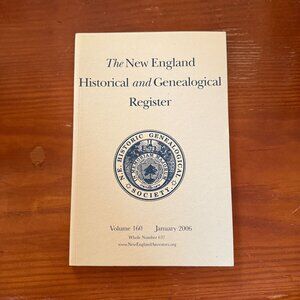 The New England
Historical and Genealogical
Register
N.E. HISTORIC GENEALOGICAL
SOCIETY.
Volume 160 January 2006
Whole Number 637
www.NewEnglandAncestors.org